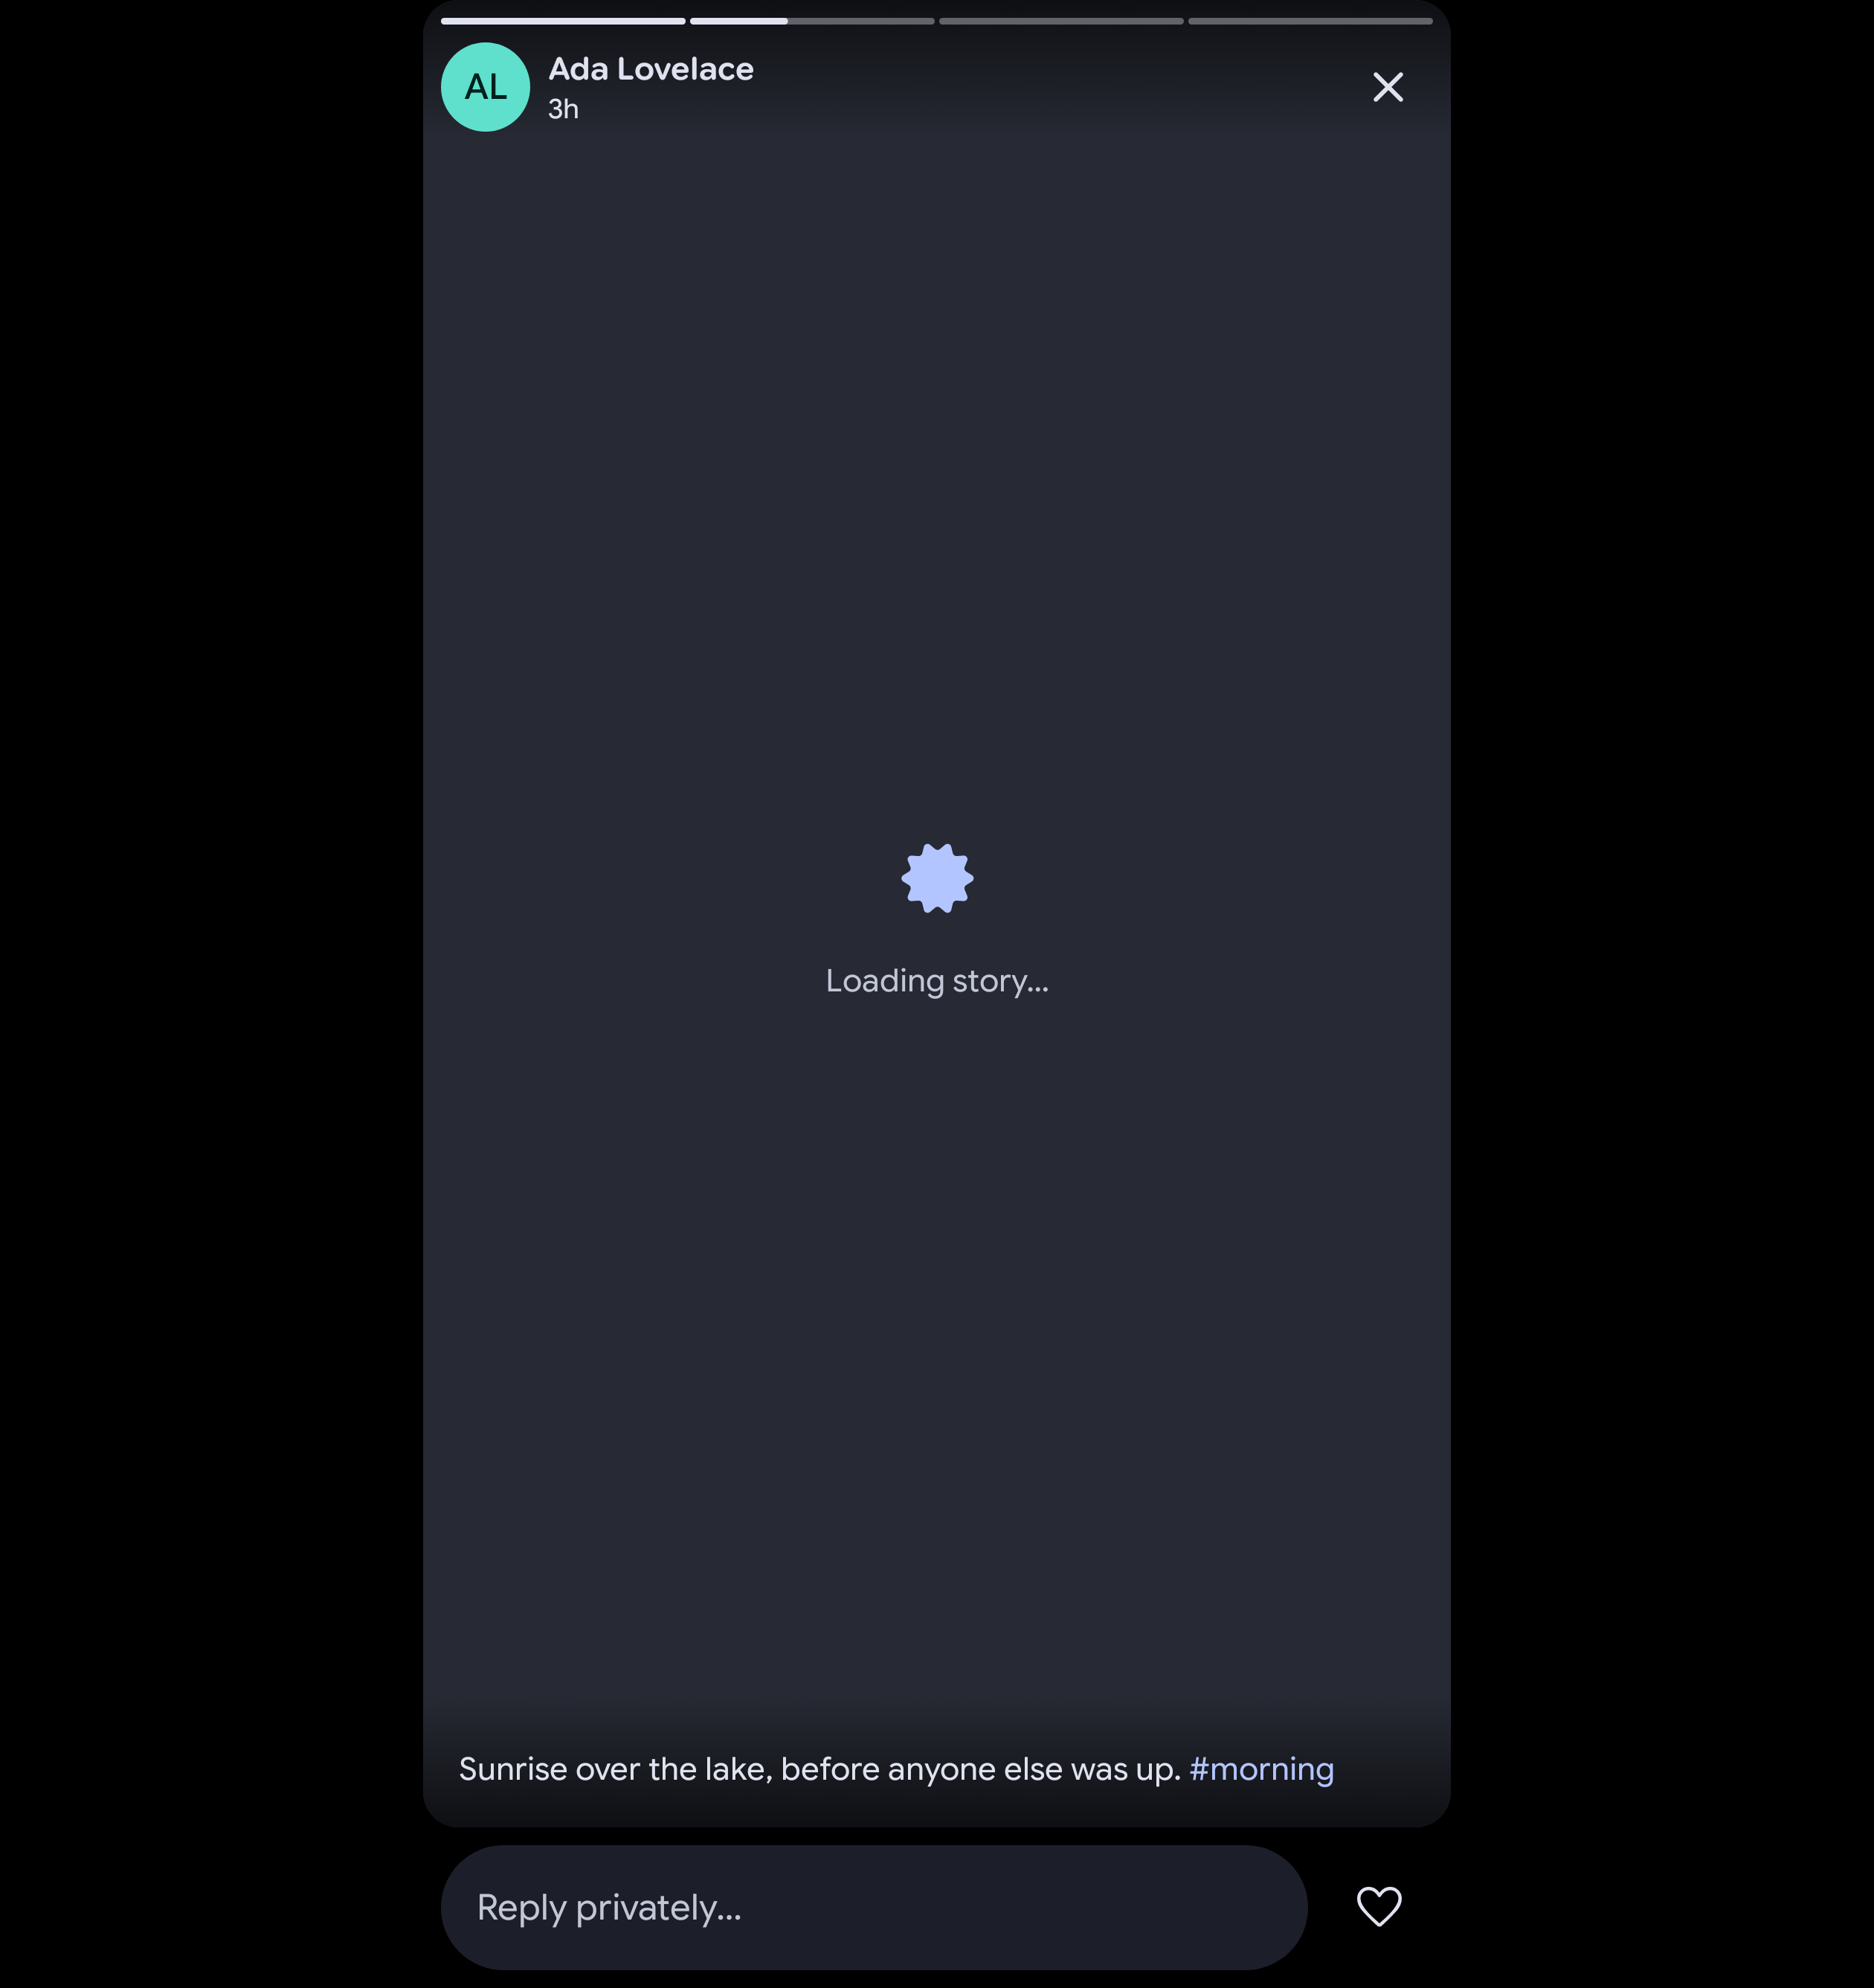 AL
Ada Lovelace
3h
Loading story...
Sunrise over the lake, before anyone else was up. #morning
Reply privately...